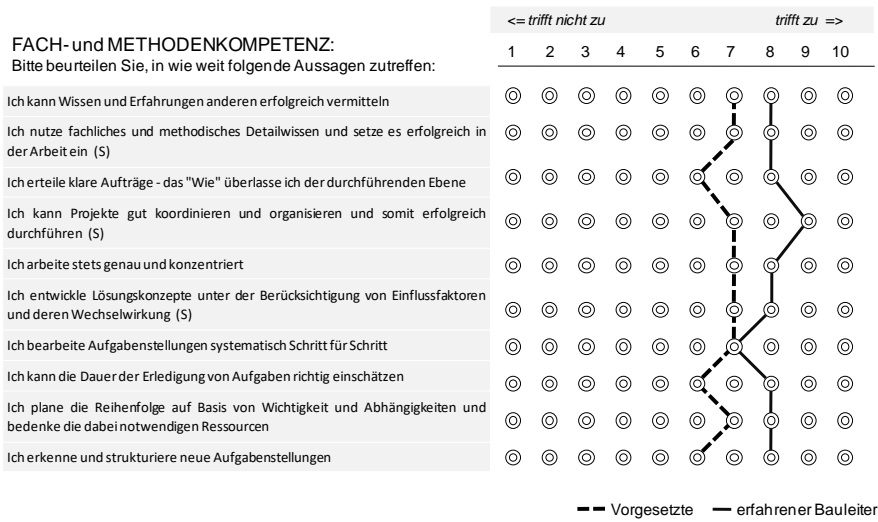 <= trifft nicht zu trifft zu =>
FACH- und METHODENKOMPETENZ:
Bitte beurteilen Sie, in wie weit folgende Aussagen zutreffen:
1 2 3 4 5 6 7 8 9 10
Ich kann Wissen und Erfahrungen anderen erfolgreich vermitteln
Ich nutze fachliches und methodisches Detailwissen und setze es erfolgreich in
der Arbeit ein (S)
Ich erteile klare Aufträge - das "Wie" überlasse ich der durchführenden Ebene
Ich kann Projekte gut koordinieren und organisieren und somit erfolgreich
durchführen (S)
Ich arbeite stets genau und konzentriert
Ich entwickle Lösungskonzepte unter der Berücksichtigung von Einflussfaktoren
und deren Wechselwirkung (S)
Ich bearbeite Aufgabenstellungen systematisch Schritt für Schritt
Ich kann die Dauer der Erledigung von Aufgaben richtig einschätzen
Ich plane die Reihenfolge auf Basis von Wichtigkeit und Abhängigkeiten und
bedenke die dabei notwendigen Ressourcen
Ich erkenne und strukturiere neue Aufgabenstellungen
Vorgesetzte erfahrener Bauleiter